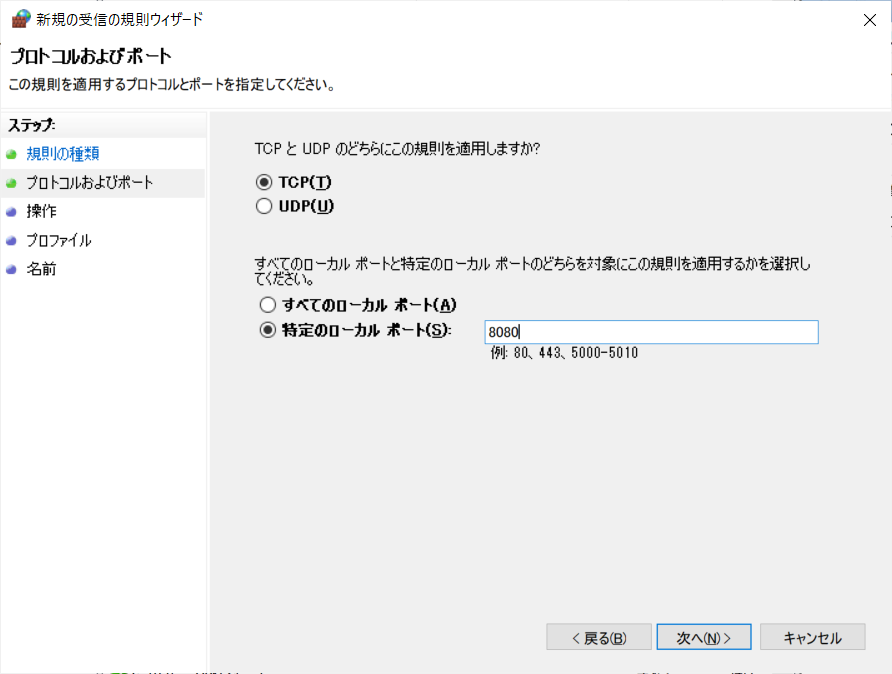 新規の受信の規則ウィザード
プロトコルおよびポート
この規則を適用するプロトコルとポートを指定してください。
ステップ:
規則の種類
プロトコルおよびポート
操作
プロファイル
名前
TCP と UDP のどちらにこの規則を適用しますか?
TCP(T)
UDP(U)
すべてのローカル ポートと特定のローカル ポートのどちらを対象にこの規則を適用するかを選択し
てください。
すべてのローカル ポート(A)
特定のローカル ポート(S):
8080
例: 80、443、5000-5010
< 戻る(B)
次へ(N) >
キャンセル